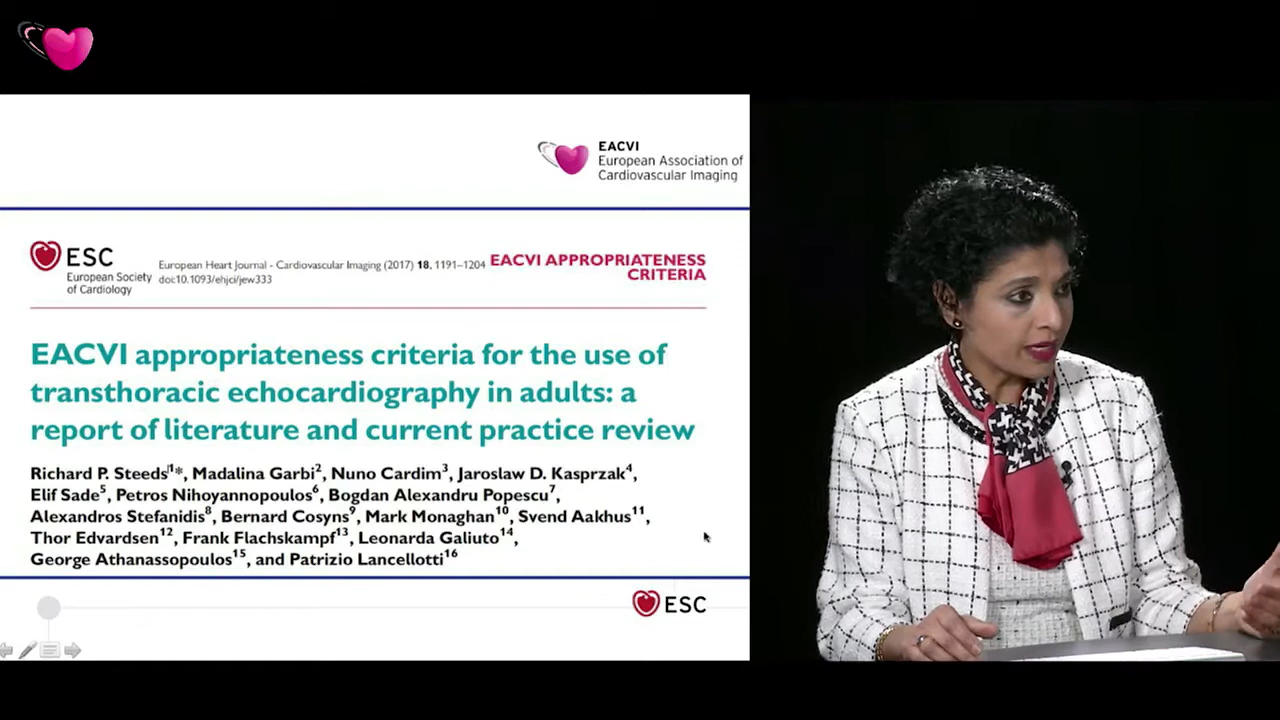 EACVI
European Association of
Cardiovascular Imaging
ESC
European Society
of Cardiology
European Heart Journal - Cardiovascular Imaging (2017) 18, 1191–1204
doi:10.1093/ehjci/jew333
EACVI APPROPRIATENESS
CRITERIA
EACVI appropriateness criteria for the use of
transthoracic echocardiography in adults: a
report of literature and current practice review
Richard P. Steeds1*, Madalina Garbi2, Nuno Cardim3, Jaroslaw D. Kasprzak4,
Elif Sade5, Petros Nihoyannopoulos6, Bogdan Alexandru Popescu7,
Alexandros Stefanidis8, Bernard Cosyns9, Mark Monaghan10, Svend Aakhus11,
Thor Edvardsen12, Frank Flachskampf13, Leonarda Galiuto14,
George Athanassopoulos15, and Patrizio Lancellotti16
ESC